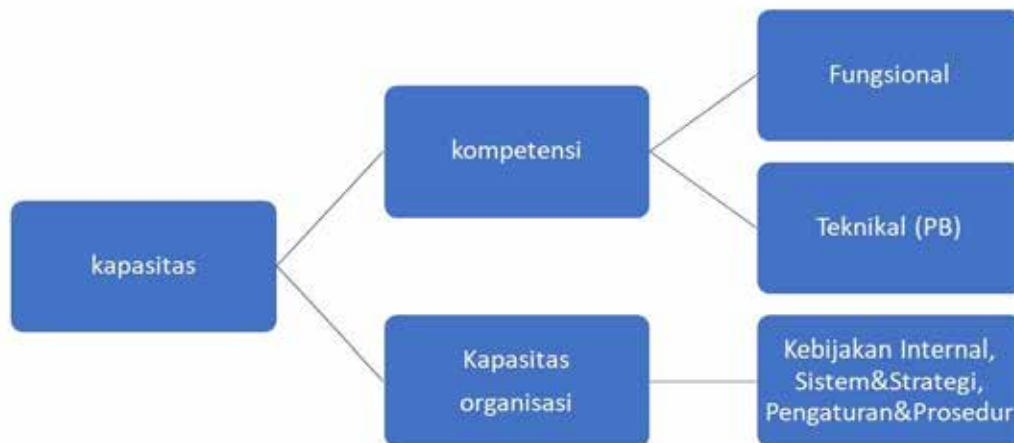 kapasitas
kompetensi
Fungsional
Teknikal (PB)
Kapasitas
organisasi
Kebijakan Internal,
Sistem&Strategi,
Pengaturan&Prosedur